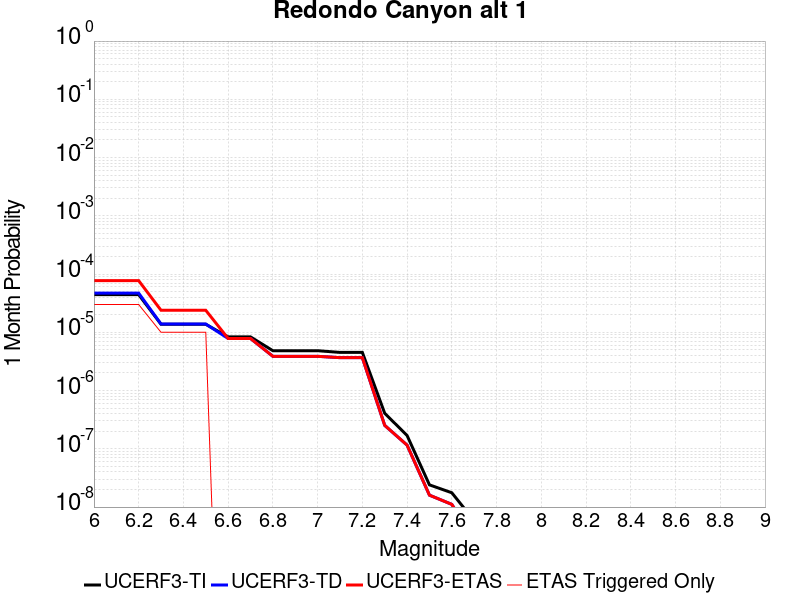 Redondo Canyon alt 1
10^0
10^-1
10^-2
10^-3
10^-4
10^-5
10^-6
10^-7
10^-8
1 Month Probability
6 6.2 6.4 6.6 6.8 7 7.2 7.4 7.6 7.8 8 8.2 8.4 8.6 8.8 9
Magnitude
UCERF3-TI UCERF3-TD UCERF3-ETAS ETAS Triggered Only